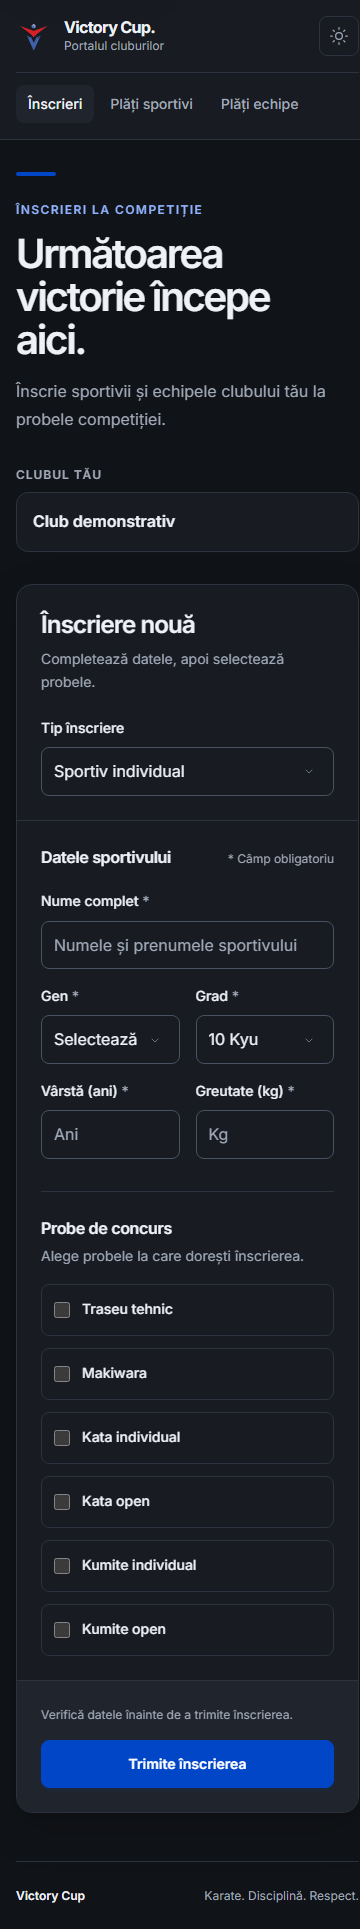 Victory Cup.
Portalul cluburilor
Înscrieri
Plăți sportivi
Plăți echipe
ÎNSCRIERI LA COMPETIȚIE
Următoarea
victorie începe
aici.
Înscrie sportivii și echipele clubului tău la
probele competiției.
CLUBUL TĂU
Club demonstrativ
Înscriere nouă
Completează datele, apoi selectează
probele.
Tip înscriere
Sportiv individual
Datele sportivului
* Câmp obligatoriu
Nume complet *
Numele și prenumele sportivului
Gen *
Grad *
Selectează
10 Kyu
Vârstă (ani) *
Greutate (kg) *
Ani
Kg
Probe de concurs
Alege probele la care dorești înscrierea.
Traseu tehnic
Makiwara
Kata individual
Kata open
Kumite individual
Kumite open
Verifică datele înainte de a trimite înscrierea.
Trimite înscrierea
Victory Cup
Karate. Disciplină. Respect.